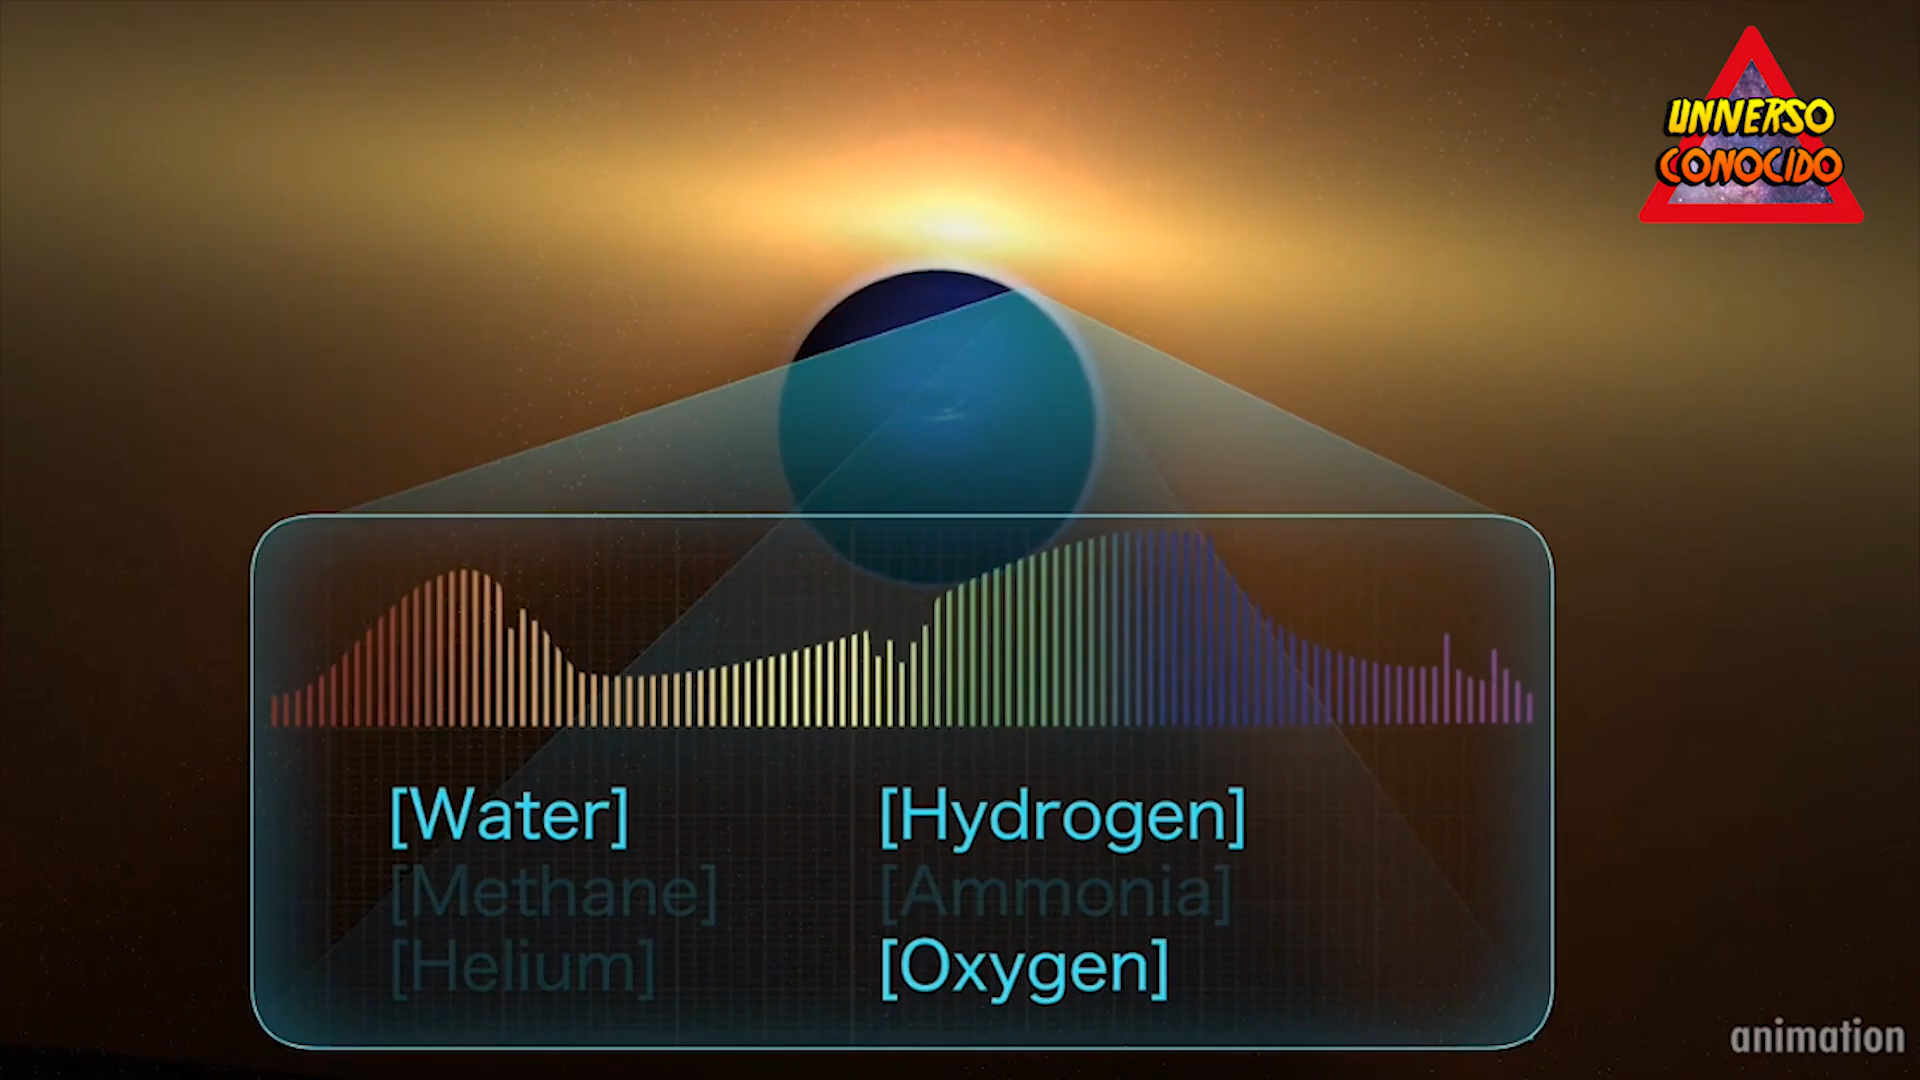 UNIVERSO
CONOCIDO
[Water] [Hydrogen]
[Methane] [Ammonia]
[Helium] [Oxygen]
animation